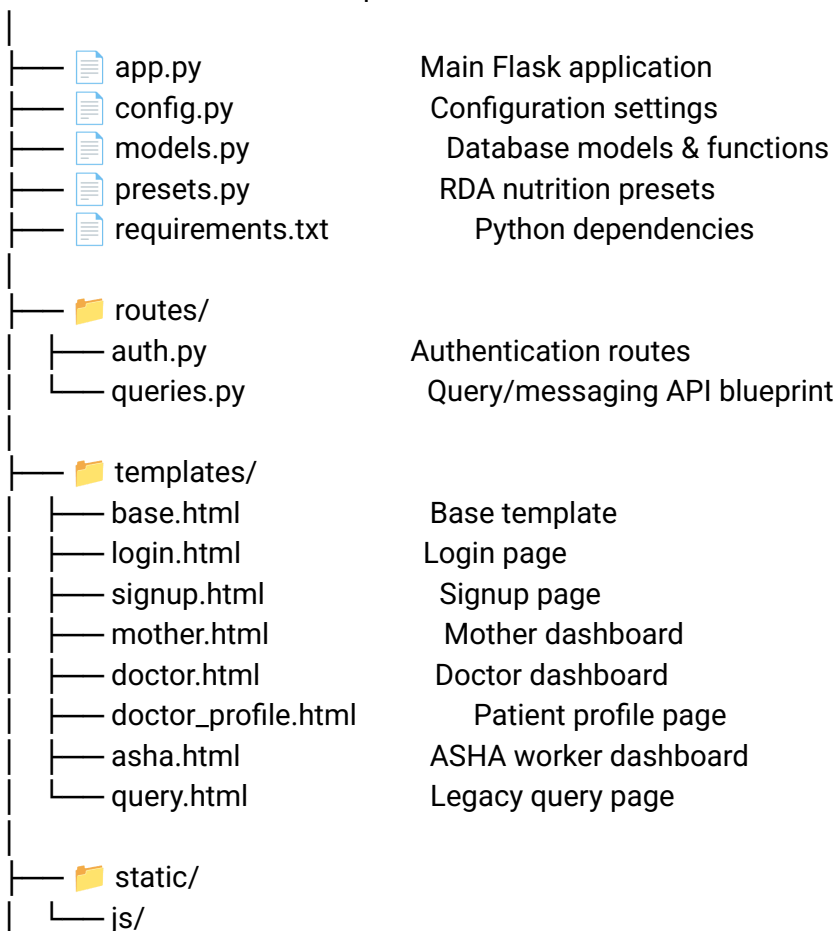 app.py Main Flask application
config.py Configuration settings
models.py Database models & functions
presets.py RDA nutrition presets
requirements.txt Python dependencies
routes/
auth.py Authentication routes
queries.py Query/messaging API blueprint
templates/
base.html Base template
login.html Login page
signup.html Signup page
mother.html Mother dashboard
doctor.html Doctor dashboard
doctor_profile.html Patient profile page
asha.html ASHA worker dashboard
query.html Legacy query page
static/
js/